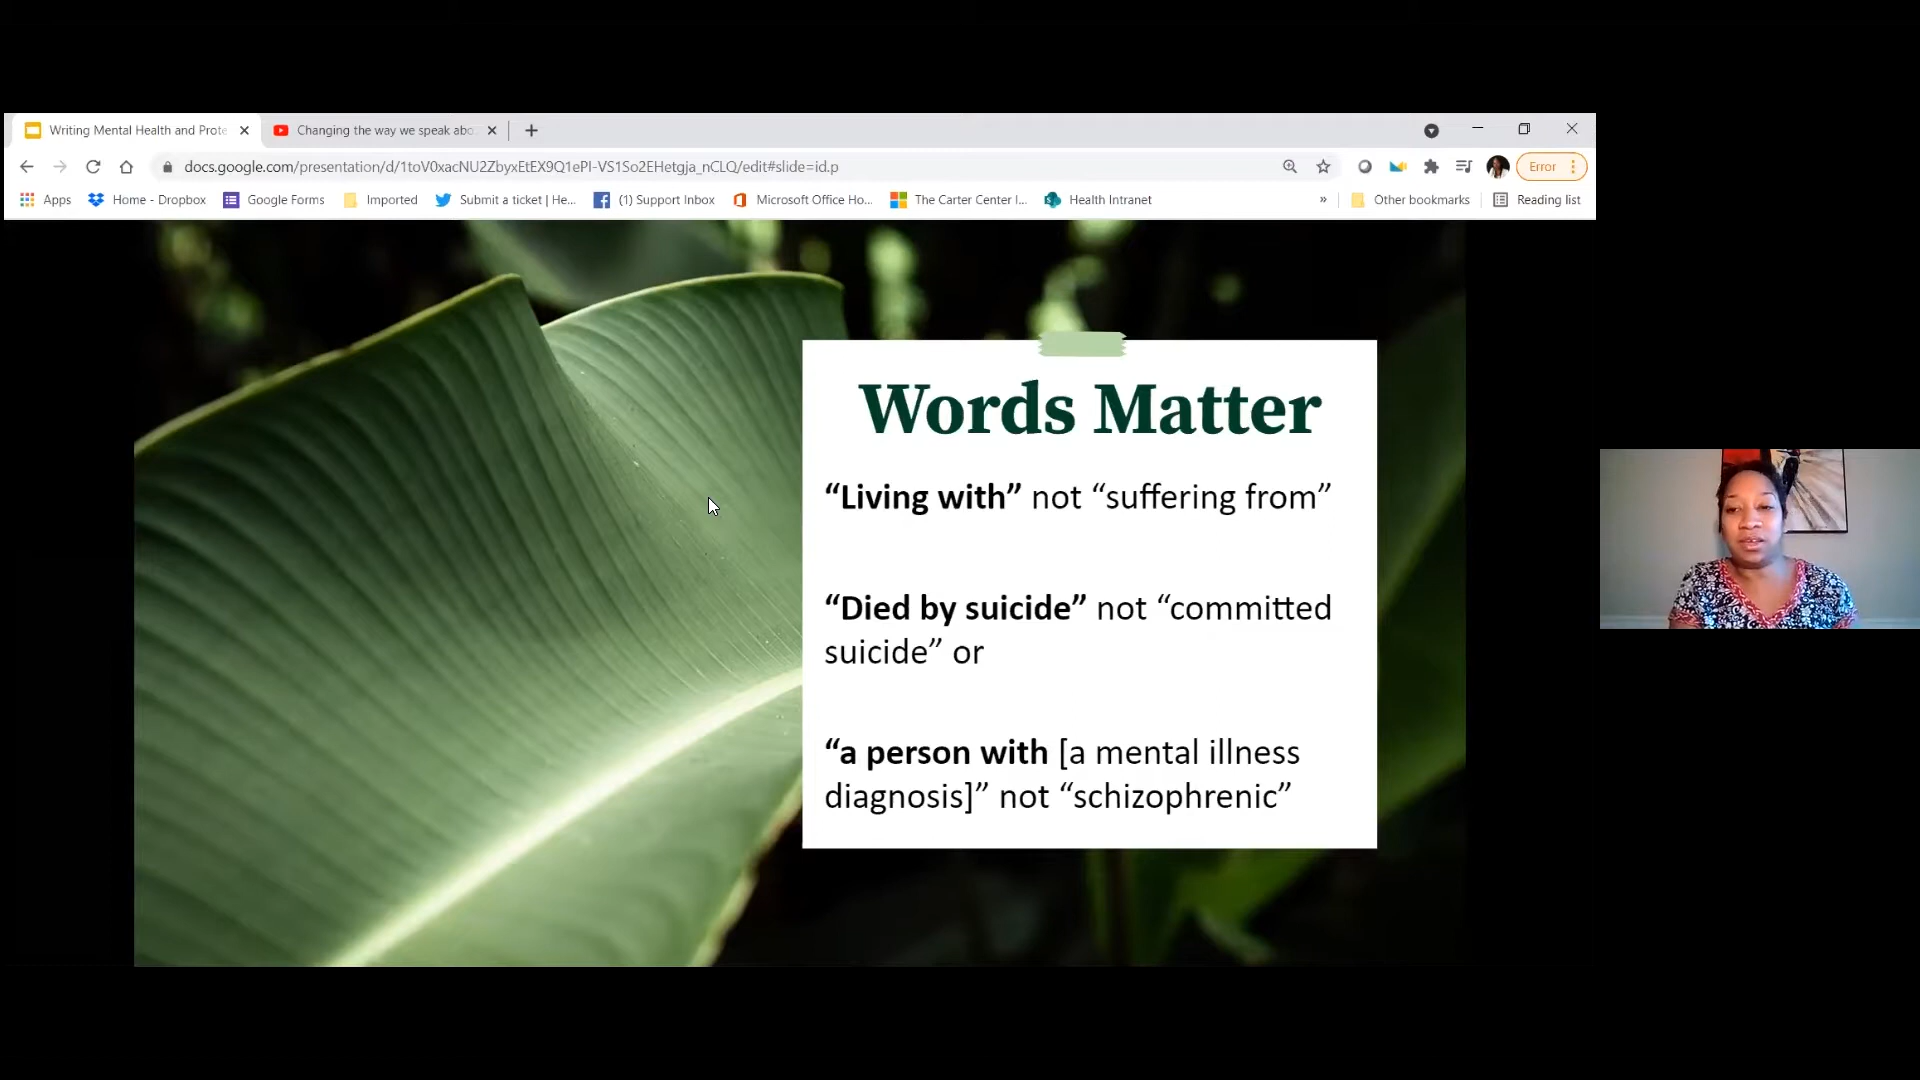 Writing Mental Health and Prote
Changing the way we speak abo
docs.google.com/presentation/d/1toV0xacNU2ZbyxEtEX9Q1ePI-VS1So2EHetgja_nCLQ/edit#slide=id.p
Error
Apps
Home - Dropbox
Google Forms
Imported
Submit a ticket | He...
(1) Support Inbox
Microsoft Office Ho...
The Carter Center I...
Health Intranet
»
Other bookmarks
Reading list
Words Matter
“Living with” not “suffering from”
“Died by suicide” not “committed
suicide” or
“a person with [a mental illness
diagnosis]” not “schizophrenic”